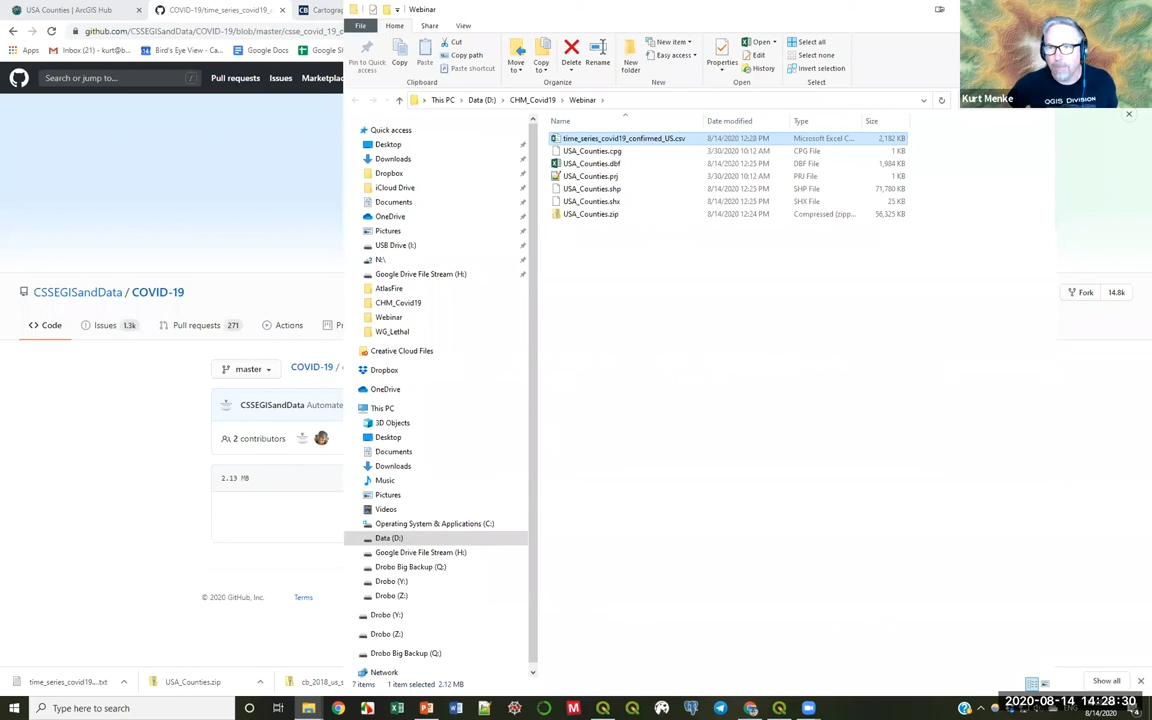 USA Counties | ArcGIS Hub
COVID-19/time_series_covid19_c
Cartogra
Webinar
github.com/CSSEGISandData/COVID-19/blob/master/csse_covid_19_d
File
Home
Share
View
Apps
Inbox (21) - kurt@b
Bird's Eye View - Ca
Google Docs
Google S
Search or jump to...
/
Pull requests
Issues
Marketpla
Pin to Quick access
Copy
Paste
Cut
Copy path
Paste shortcut
Clipboard
Move to
Copy to
Delete
Rename
Organize
New folder
New item
Easy access
New
Properties
Open
Edit
History
Open
Select all
Select none
Invert selection
Select
Kurt Menke
QGIS DIVISION
This PC
Data (D:)
CHM_Covid19
Webinar
Name
Date modified
Type
Size
time_series_covid19_confirmed_US.csv 8/14/2020 12:28 PM Microsoft Excel C... 2,182 KB
USA_Counties.cpg 3/30/2020 10:12 AM CPG File 1 KB
USA_Counties.dbf 8/14/2020 12:25 PM DBF File 1,984 KB
USA_Counties.prj 3/30/2020 10:12 AM PRJ File 1 KB
USA_Counties.shp 8/14/2020 12:25 PM SHP File 71,780 KB
USA_Counties.shx 8/14/2020 12:25 PM SHX File 25 KB
USA_Counties.zip 8/14/2020 12:24 PM Compressed (zipp... 56,325 KB
Quick access
Desktop
Downloads
Dropbox
iCloud Drive
Documents
OneDrive
Pictures
USB Drive (I:)
N:\
Google Drive File Stream (H:)
AtlasFire
CHM_Covid19
Webinar
WG_Lethal
Creative Cloud Files
Dropbox
OneDrive
This PC
3D Objects
Desktop
Documents
Downloads
Music
Pictures
Videos
Operating System & Applications (C:)
Data (D:)
Google Drive File Stream (H:)
Drobo Big Backup (Q:)
Drobo (Y:)
Drobo (Z:)
Drobo (Y:)
Drobo (Z:)
Drobo Big Backup (Q:)
Network
7 items 1 item selected 2.12 MB
CSSEGISandData / COVID-19
Fork 14.8k
Code
Issues 1.3k
Pull requests 271
Actions
Pr
master
COVID-19 /
CSSEGISandData Automate
2 contributors
2.13 MB
© 2020 GitHub, Inc.
Terms
time_series_covid19....txt
USA_Counties.zip
cb_2018_us_s
Show all
Type here to search
2020-08-14 14:28:30
8/14/2020